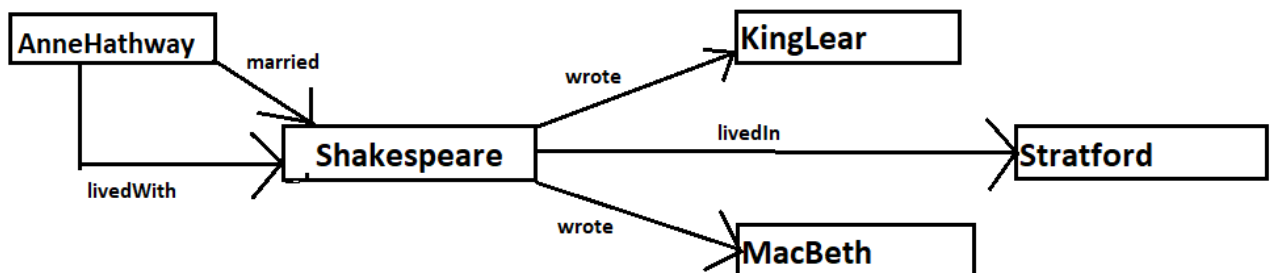 AnneHathway
married
livedWith
Shakespeare
wrote
KingLear
livedIn
Stratford
wrote
MacBeth